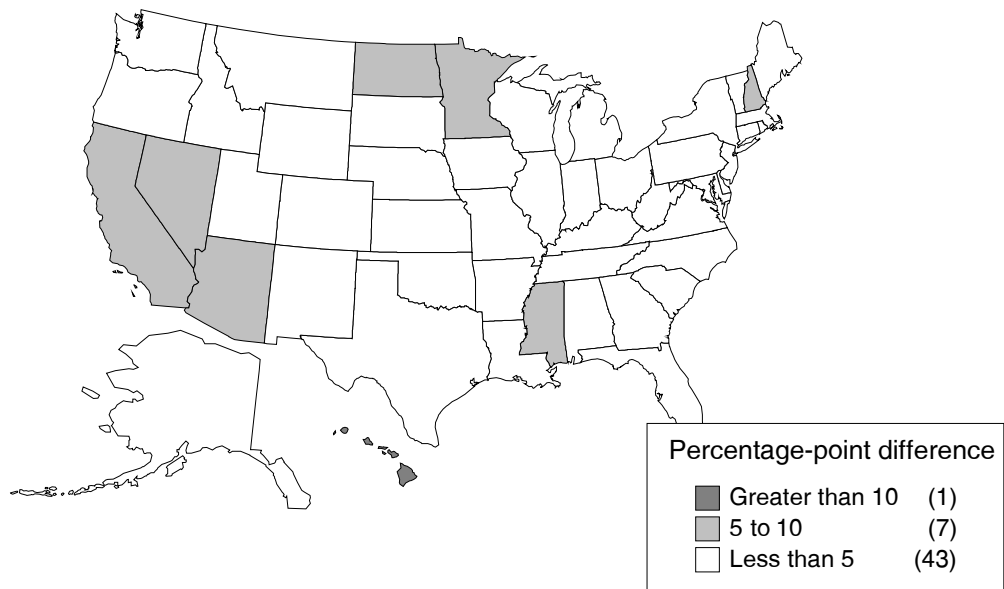 Percentage-point difference
Greater than 10 (1)
5 to 10 (7)
Less than 5 (43)